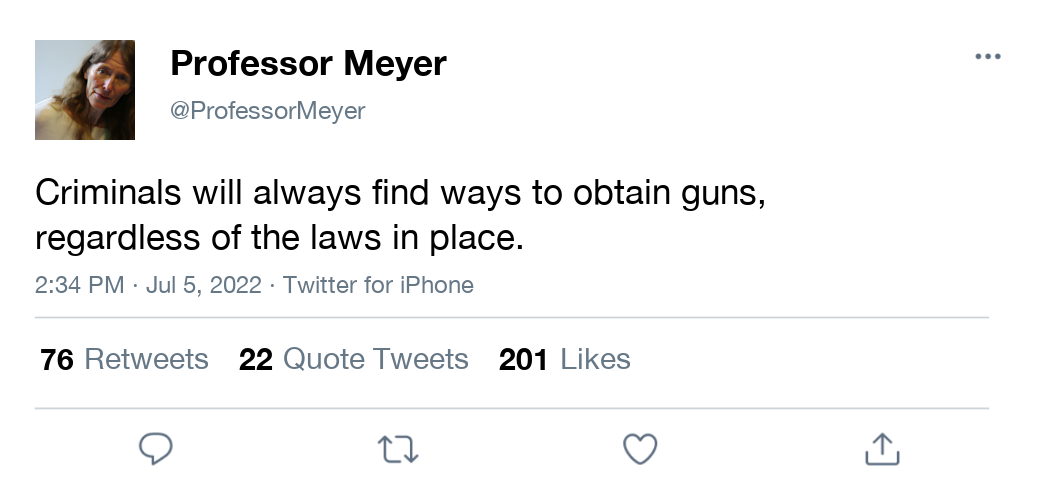 Professor Meyer
@ProfessorMeyer
Criminals will always find ways to obtain guns,
regardless of the laws in place.
2:34 PM · Jul 5, 2022 · Twitter for iPhone
76 Retweets 22 Quote Tweets 201 Likes